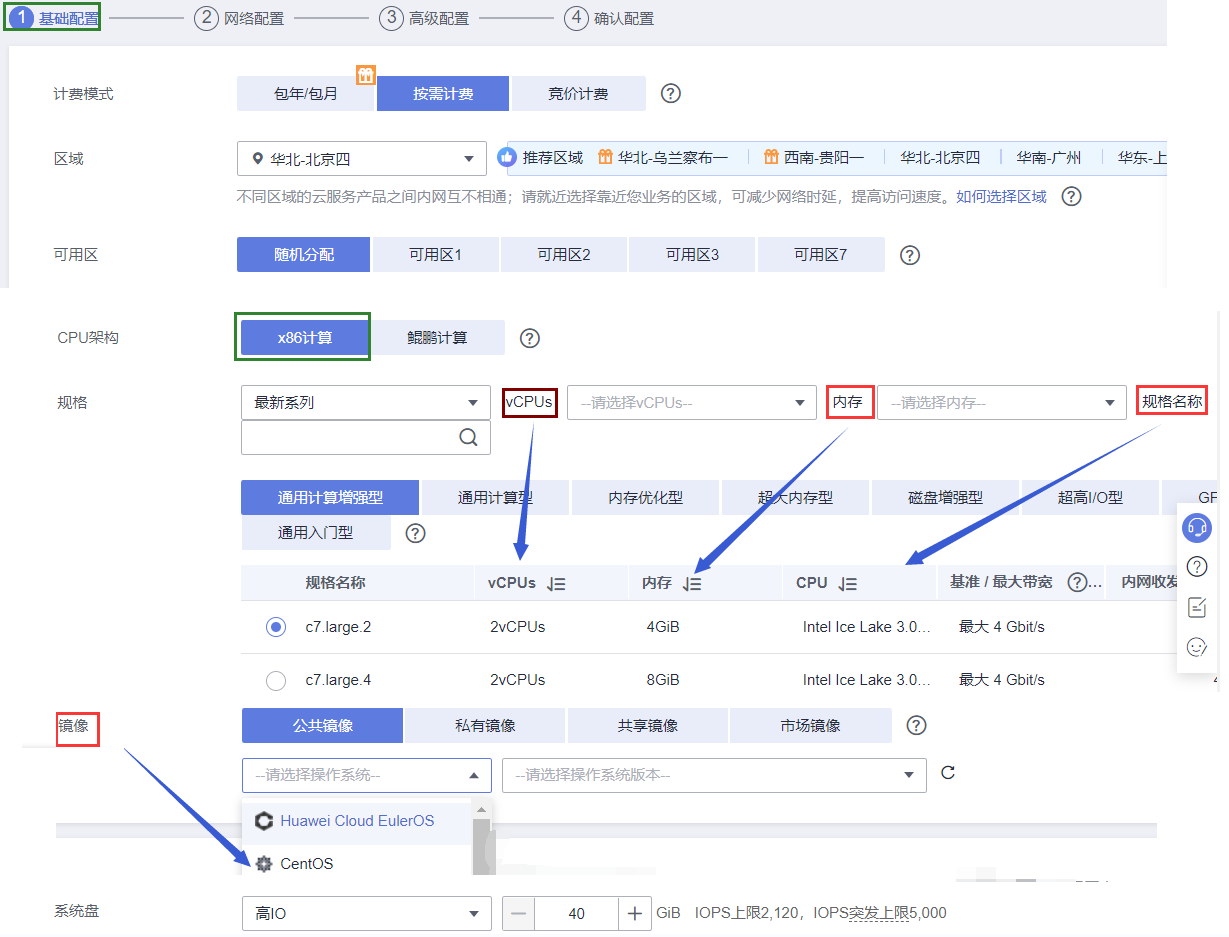 1 基础配置 2 网络配置 3 高级配置 4 确认配置
计费模式 包年/包月 按需计费 竞价计费 ?
区域 华北-北京四 推荐区域 华北-乌兰察布一 西南-贵阳一 华北-北京四 华南-广州 华东-上
不同区域的云服务产品之间内网互不相通；请就近选择靠近您业务的区域，可减少网络时延，提高访问速度。如何选择区域 ?
可用区 随机分配 可用区1 可用区2 可用区3 可用区7 ?
CPU架构 x86计算 鲲鹏计算 ?
规格 最新系列 vCPUs --请选择vCPUs-- 内存 --请选择内存-- 规格名称
通用计算增强型 通用计算型 内存优化型 超大内存型 磁盘增强型 超高I/O型 GP
通用入门型 ?
规格名称 vCPUs 内存 CPU 基准 / 最大带宽 ?... 内网收发
c7.large.2 2vCPUs 4GiB Intel Ice Lake 3.0... 最大 4 Gbit/s
c7.large.4 2vCPUs 8GiB Intel Ice Lake 3.0... 最大 4 Gbit/s
镜像 公共镜像 私有镜像 共享镜像 市场镜像 ?
--请选择操作系统-- --请选择操作系统版本--
Huawei Cloud EulerOS
CentOS
系统盘 高IO 40 GiB IOPS上限2,120，IOPS突发上限5,000